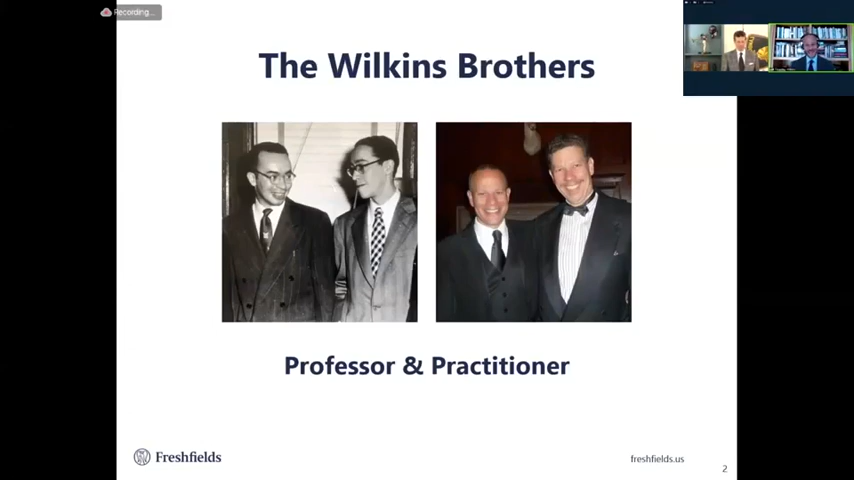 Recording...
The Wilkins Brothers
Professor & Practitioner
Freshfields
freshfields.us
2